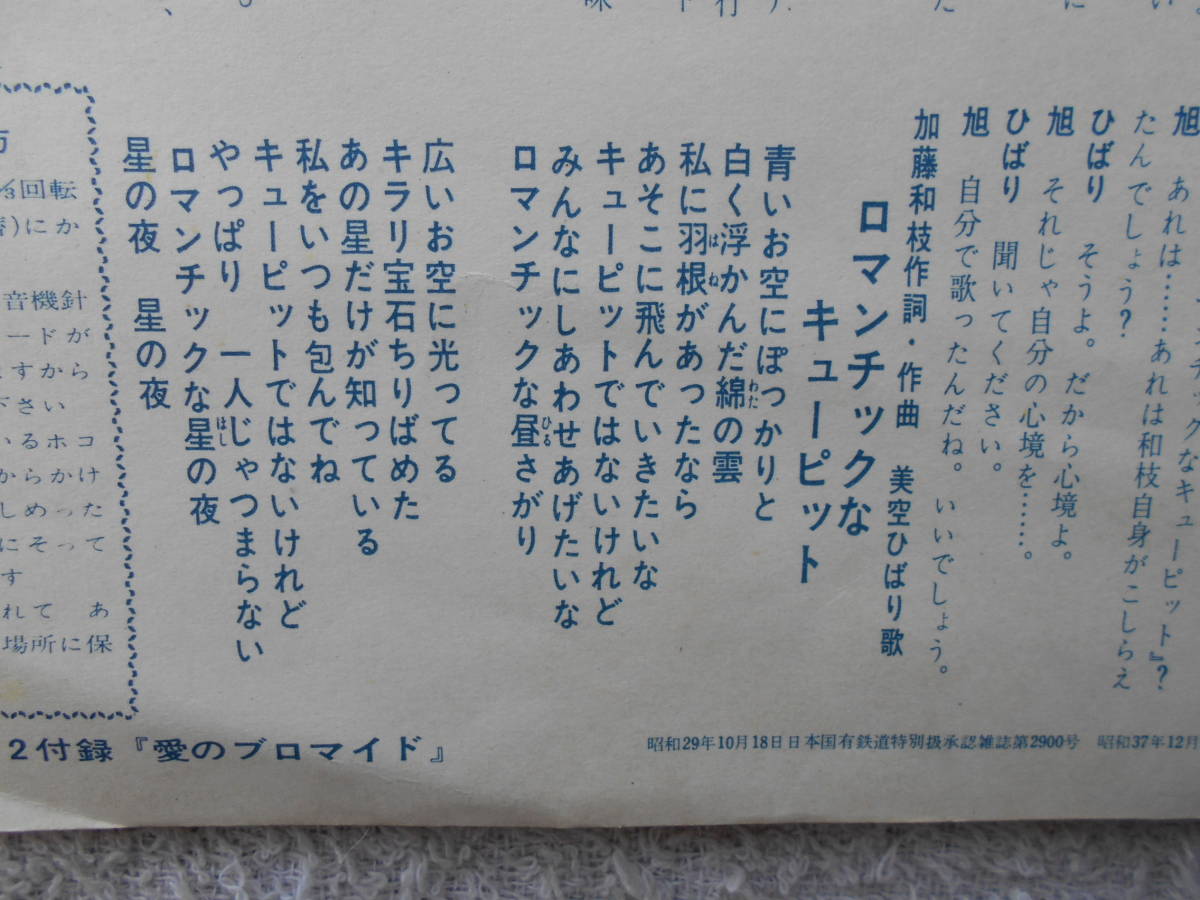 旭　あれは……あれは和枝自身がこしらえ
たんでしょう？
ひばり　そうよ。だから心境よ。
旭　それじゃ自分の心境を……。
ひばり　聞いてください。
旭　自分で歌ったんだね。いいでしょう。
加藤和枝作詞・作曲　美空ひばり歌
ロマンチックな
キューピット
青いお空にぽっかりと
白く浮かんだ綿の雲
私に羽根があったなら
あそこに飛んでいきたいな
キューピットではないけれど
みんなにしあわせあげたいな
ロマンチックな昼さがり
広いお空に光ってる
キラリ宝石ちりばめた
あの星だけが知っている
私をいつも包んでね
キューピットではないけれど
やっぱり　一人じゃつまらない
ロマンチックな星の夜
星の夜　星の夜
⅓回転
にか
音機針
ードが
ますから
下さい
いるホコ
からかけ
しめった
にそって
す
れて　あ
場所に保
2付録『愛のブロマイド』
昭和29年10月18日日本国有鉄道特別扱承認雑誌第2900号　昭和37年12月